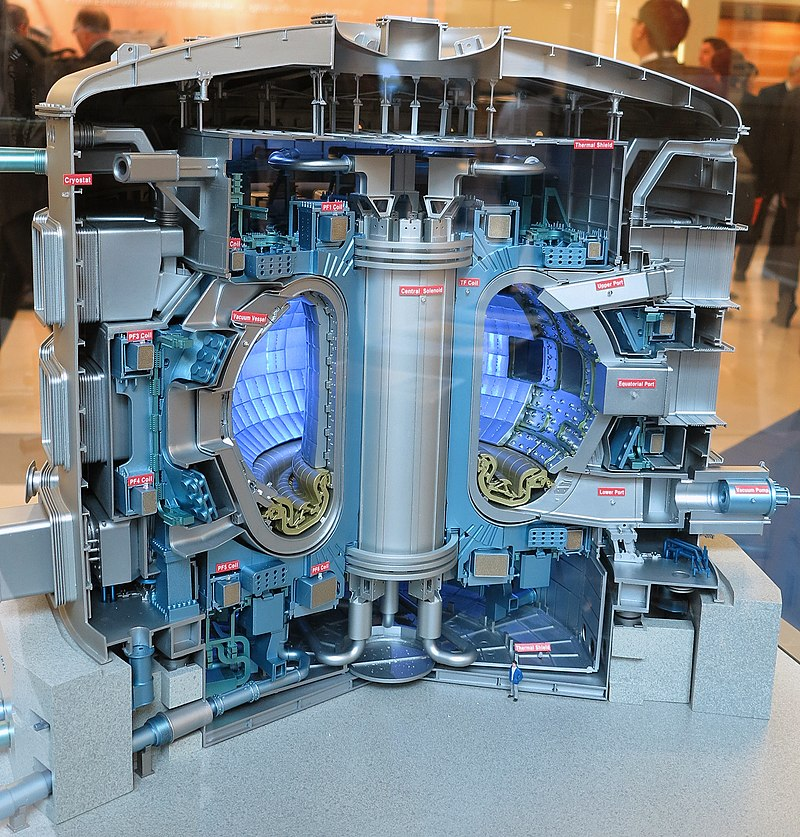 Thermal Shield
Cryostat
PF1 Coil
Coil
Central Solenoid
TF Coil
Upper Port
Vacuum Vessel
PF3 Coil
Equatorial Port
PF4 Coil
Lower Port
Vacuum Pump
PF5 Coil
PF6 Coil
Thermal Shield